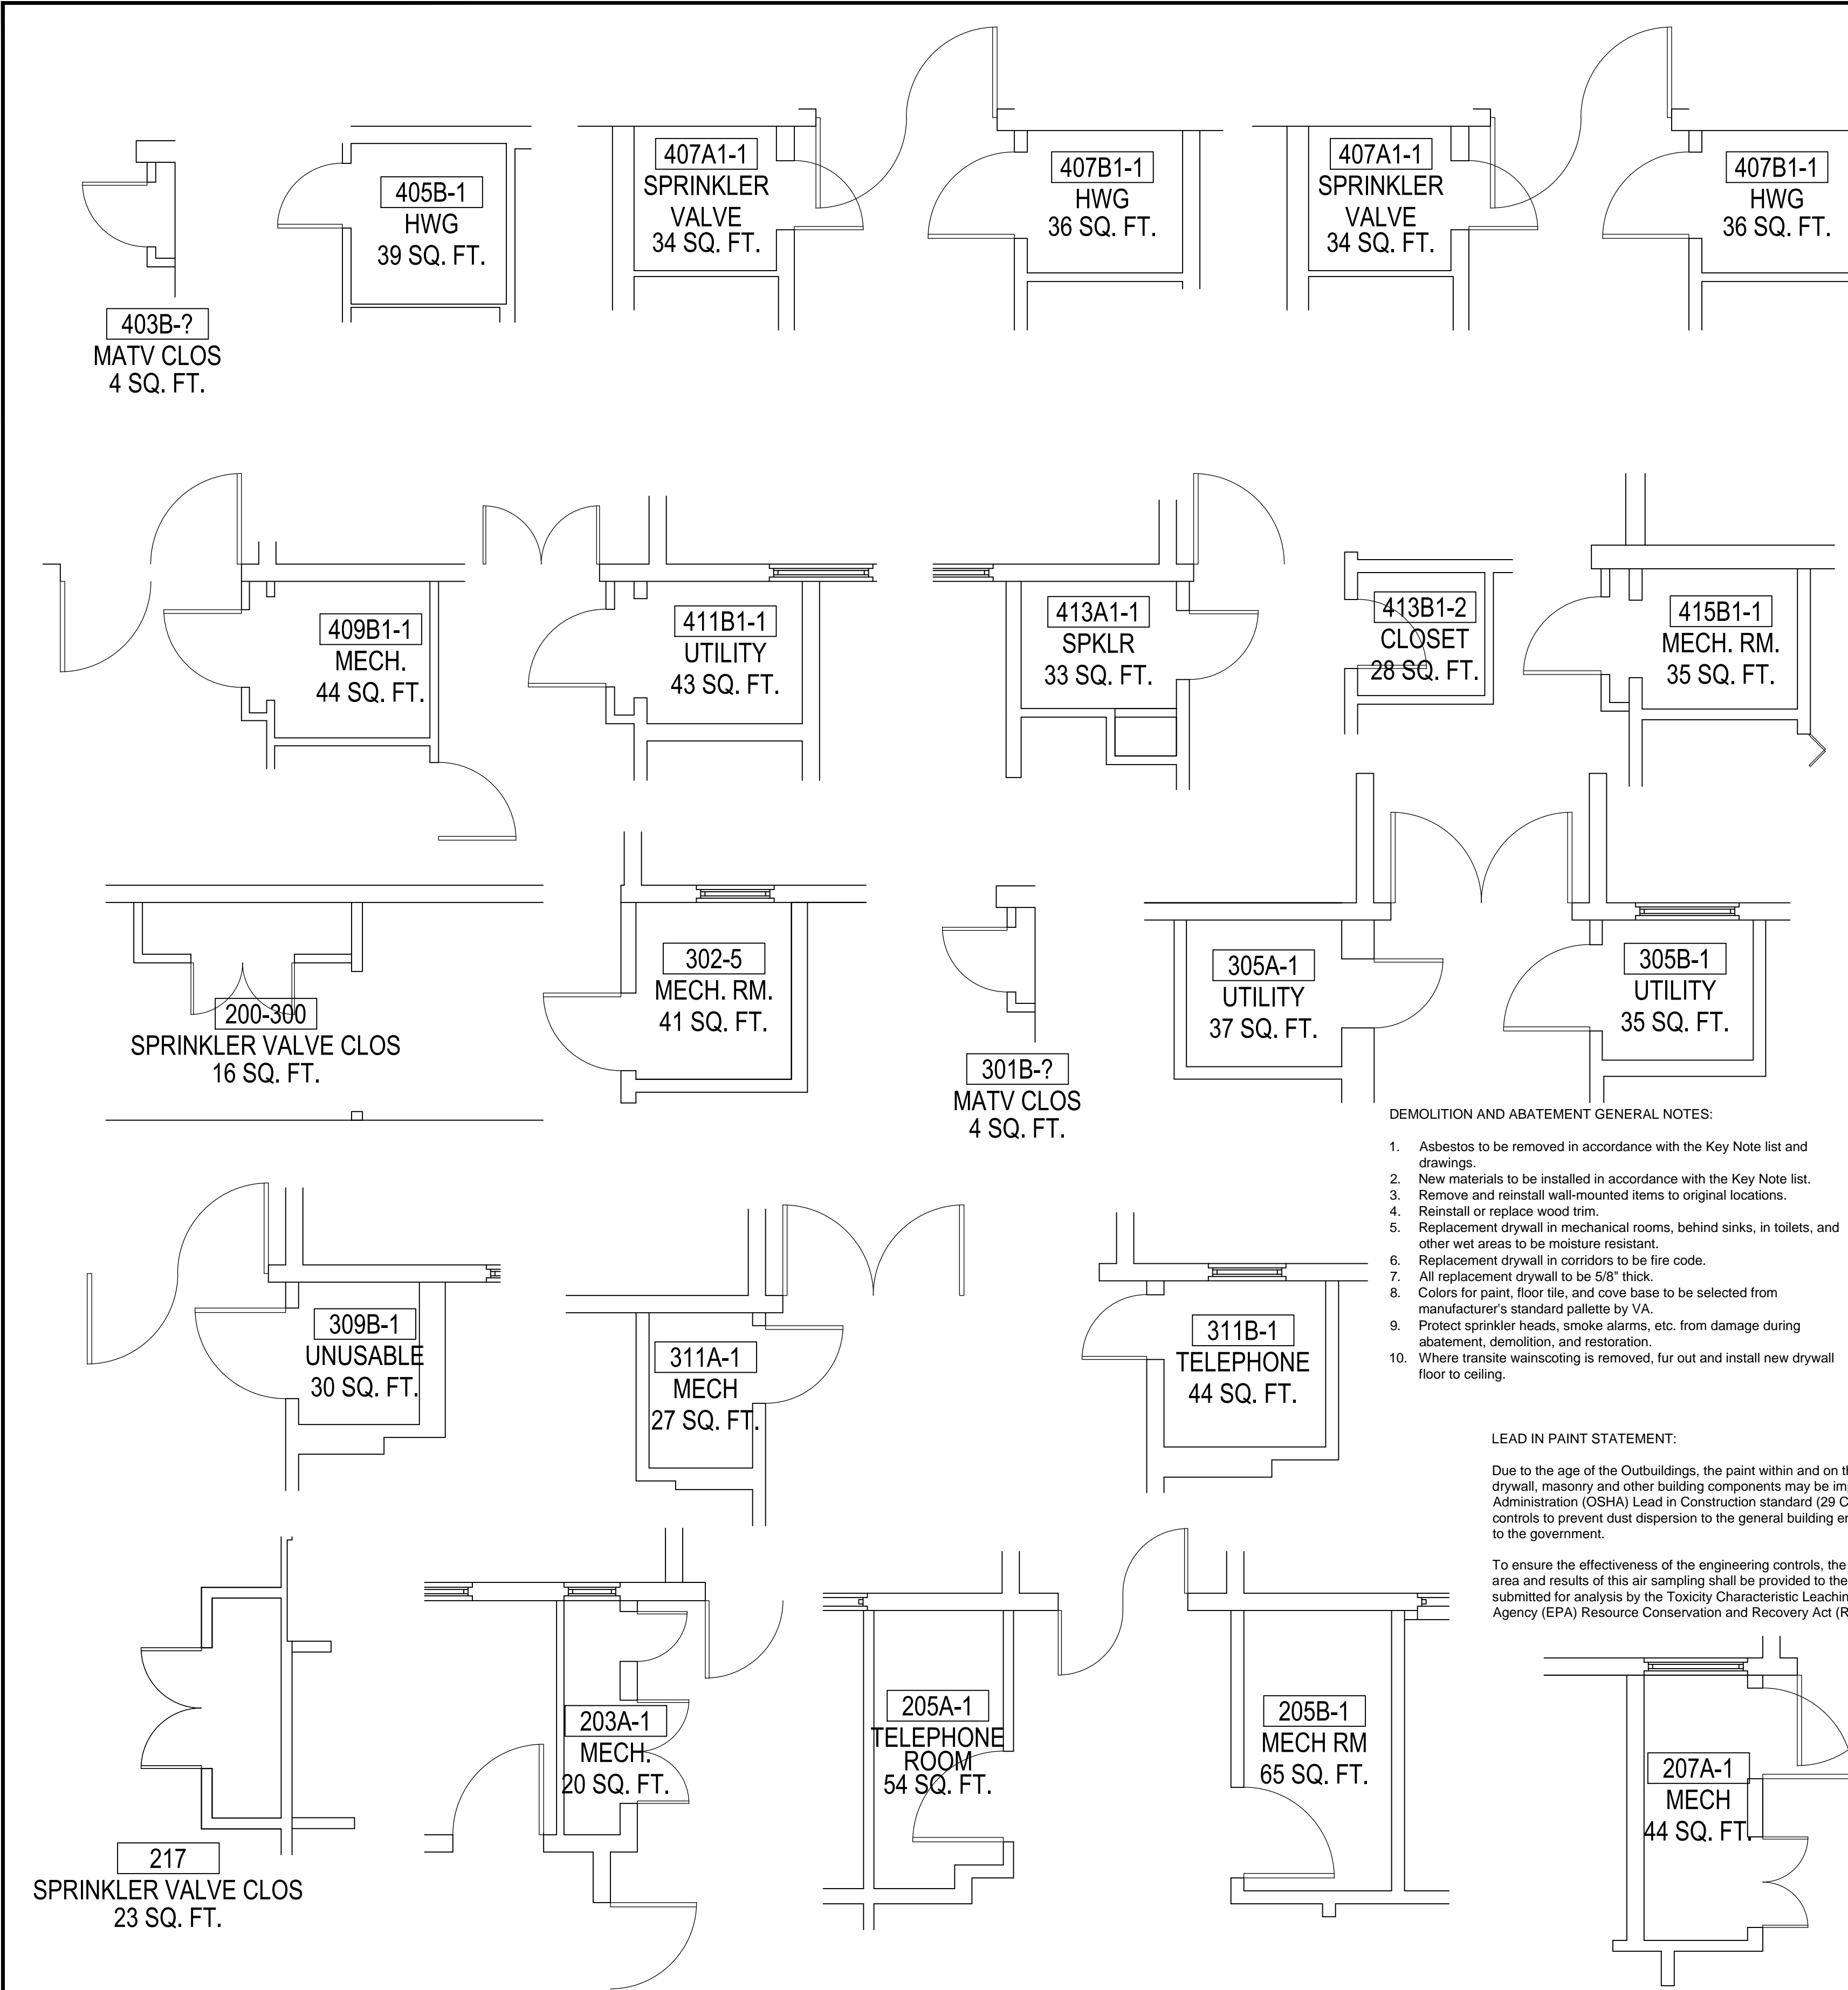 403B-?
MATV CLOS
4 SQ. FT.
405B-1
HWG
39 SQ. FT.
407A1-1
SPRINKLER
VALVE
34 SQ. FT.
407B1-1
HWG
36 SQ. FT.
407A1-1
SPRINKLER
VALVE
34 SQ. FT.
407B1-1
HWG
36 SQ. FT.
409B1-1
MECH.
44 SQ. FT.
411B1-1
UTILITY
43 SQ. FT.
413A1-1
SPKLR
33 SQ. FT.
413B1-2
CLOSET
28 SQ. FT.
415B1-1
MECH. RM.
35 SQ. FT.
200-300
SPRINKLER VALVE CLOS
16 SQ. FT.
302-5
MECH. RM.
41 SQ. FT.
301B-?
MATV CLOS
4 SQ. FT.
305A-1
UTILITY
37 SQ. FT.
305B-1
UTILITY
35 SQ. FT.
DEMOLITION AND ABATEMENT GENERAL NOTES:
1. Asbestos to be removed in accordance with the Key Note list and
drawings.
2. New materials to be installed in accordance with the Key Note list.
3. Remove and reinstall wall-mounted items to original locations.
4. Reinstall or replace wood trim.
5. Replacement drywall in mechanical rooms, behind sinks, in toilets, and
other wet areas to be moisture resistant.
6. Replacement drywall in corridors to be fire code.
7. All replacement drywall to be 5/8" thick.
8. Colors for paint, floor tile, and cove base to be selected from
manufacturer's standard pallette by VA.
9. Protect sprinkler heads, smoke alarms, etc. from damage during
abatement, demolition, and restoration.
10. Where transite wainscoting is removed, fur out and install new drywall
floor to ceiling.
309B-1
UNUSABLE
30 SQ. FT.
311A-1
MECH
27 SQ. FT.
311B-1
TELEPHONE
44 SQ. FT.
LEAD IN PAINT STATEMENT:
Due to the age of the Outbuildings, the paint within and on
drywall, masonry and other building components may be
Administration (OSHA) Lead in Construction standard (29
controls to prevent dust dispersion to the general building
to the government.
To ensure the effectiveness of the engineering controls, the
area and results of this air sampling shall be provided to the
submitted for analysis by the Toxicity Characteristic
Agency (EPA) Resource Conservation and Recovery Act
217
SPRINKLER VALVE CLOS
23 SQ. FT.
203A-1
MECH.
20 SQ. FT.
205A-1
TELEPHONE
ROOM
54 SQ. FT.
205B-1
MECH RM
65 SQ. FT.
207A-1
MECH
44 SQ. FT.